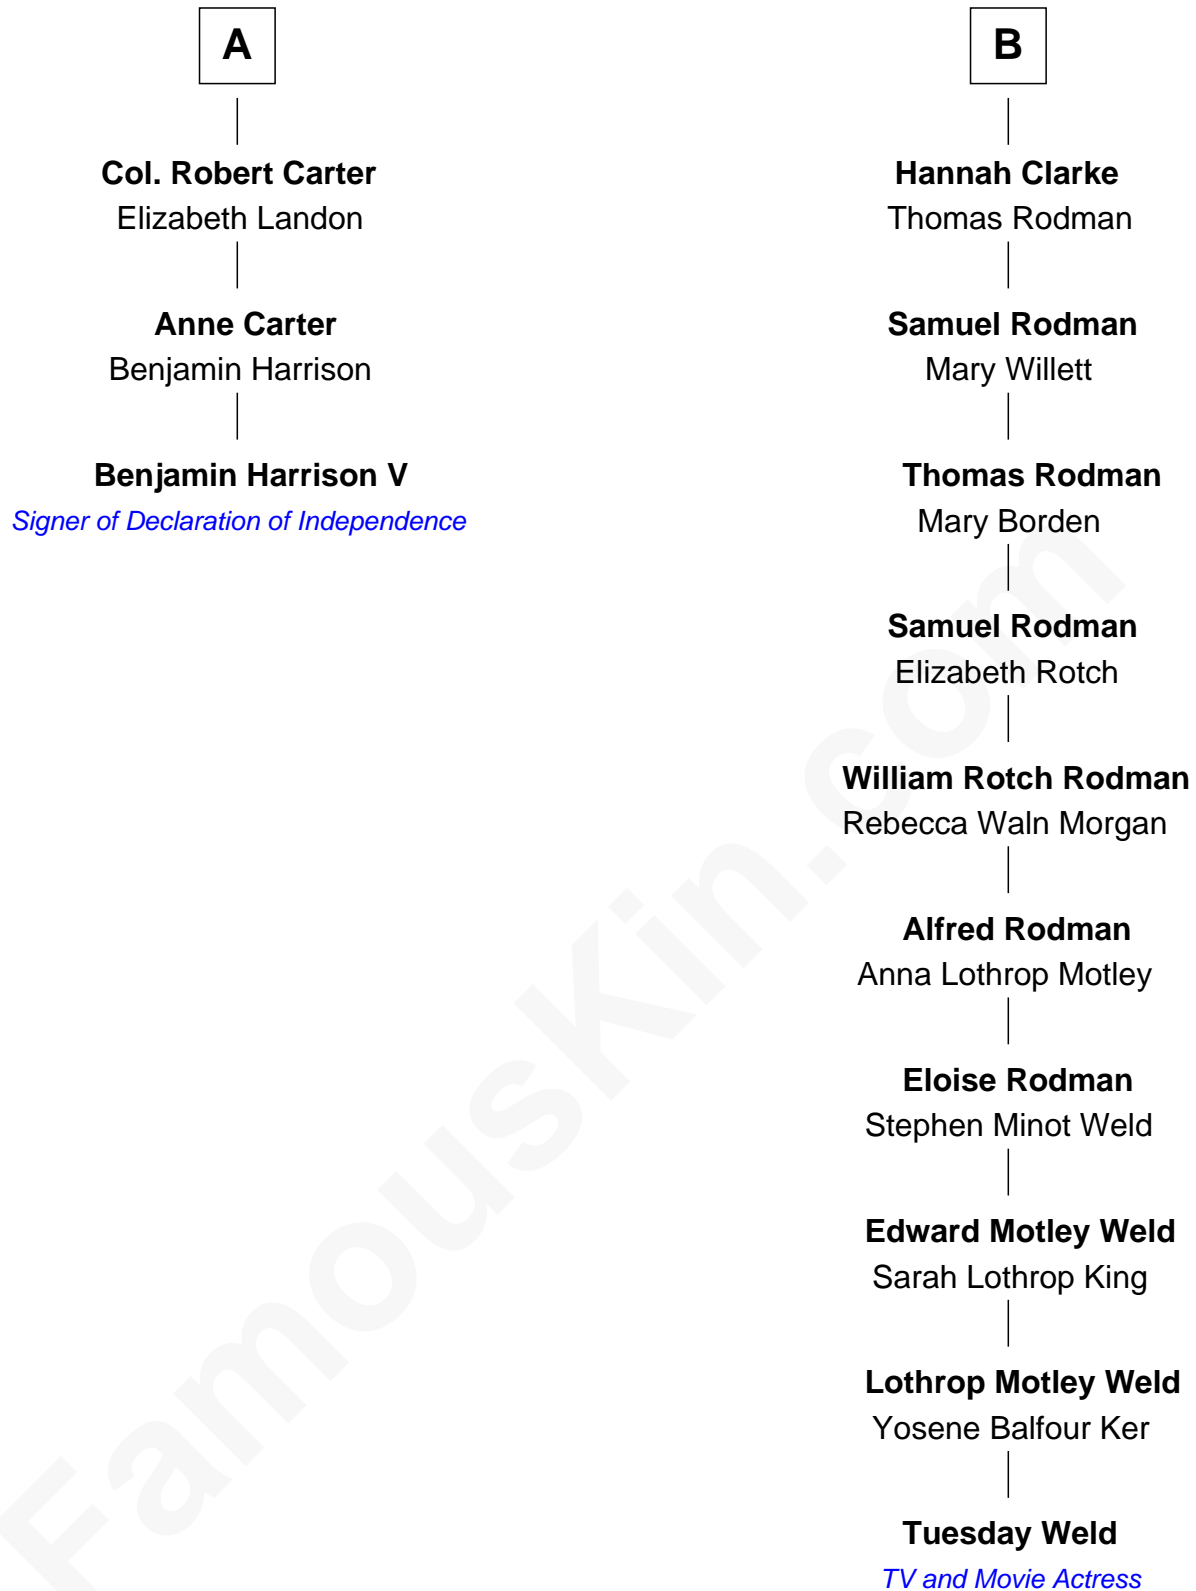 A
Col. Robert Carter
Elizabeth Landon
Anne Carter
Benjamin Harrison
Benjamin Harrison V
Signer of Declaration of Independence
B
Hannah Clarke
Thomas Rodman
Samuel Rodman
Mary Willett
Thomas Rodman
Mary Borden
Samuel Rodman
Elizabeth Rotch
William Rotch Rodman
Rebecca Waln Morgan
Alfred Rodman
Anna Lothrop Motley
Eloise Rodman
Stephen Minot Weld
Edward Motley Weld
Sarah Lothrop King
Lothrop Motley Weld
Yosene Balfour Ker
Tuesday Weld
TV and Movie Actress
FamousKin.com